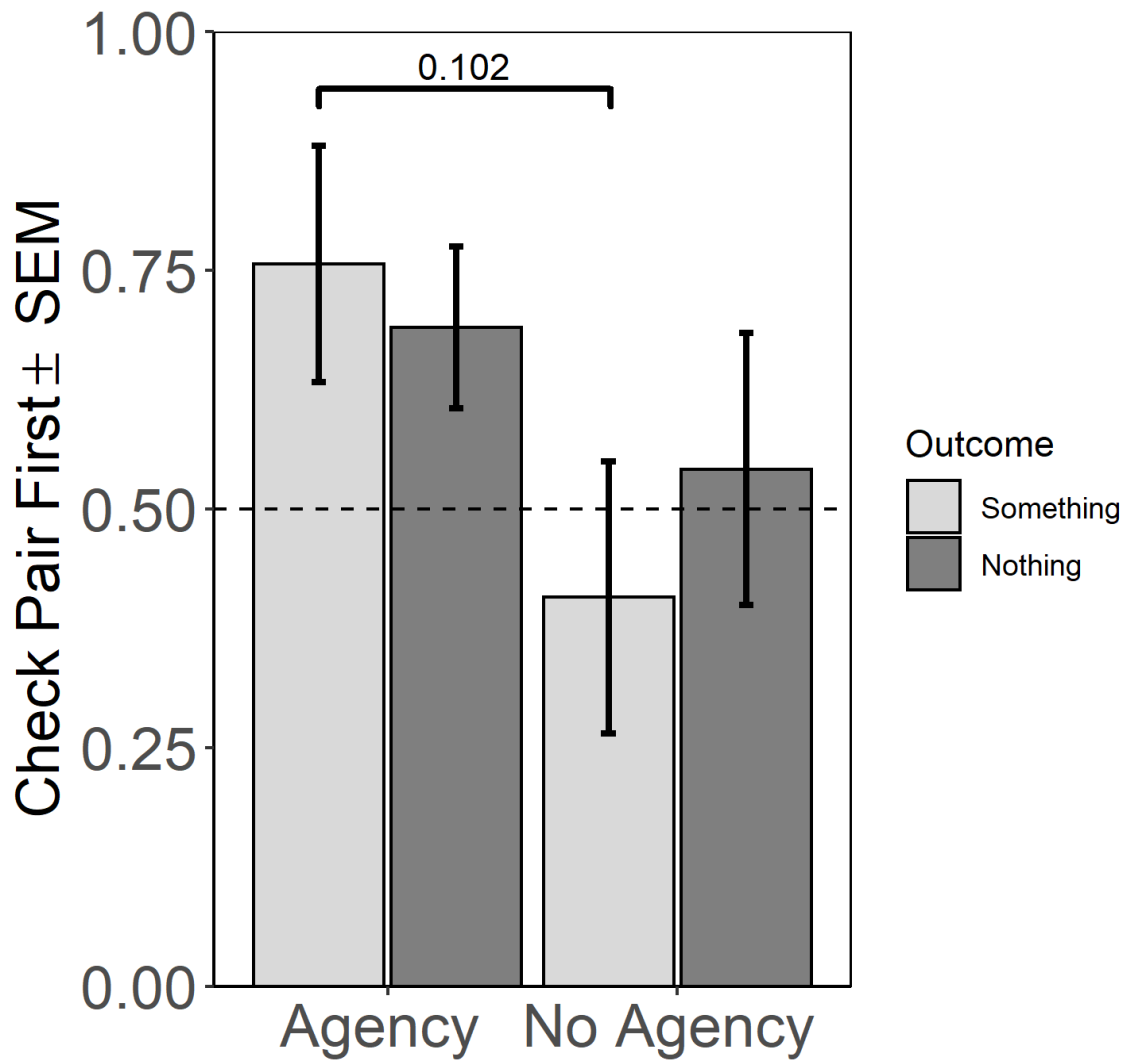 1.00
0.102
0.75
0.50
0.25
0.00
Check Pair First ± SEM
Agency
No Agency
Outcome
Something
Nothing